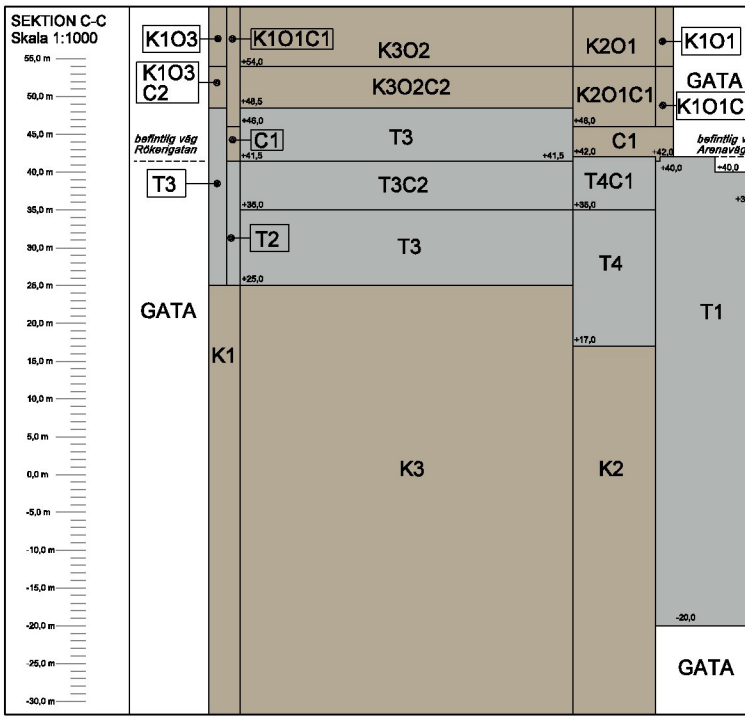 SEKTION C-C
Skala 1:1000
55,0 m
50,0 m
45,0 m
40,0 m
35,0 m
30,0 m
25,0 m
20,0 m
15,0 m
10,0 m
5,0 m
0,0 m
-5,0 m
-10,0 m
-15,0 m
-20,0 m
-25,0 m
-30,0 m
K1O3
K1O3
C2
befintlig väg
Rökerigatan
T3
GATA
K1O1C1
C1
T2
K1
K3O2
+54,0
K3O2C2
+48,5
+46,0
T3
+41,5
+41,5
T3C2
+35,0
T3
+25,0
K3
K2O1
K2O1C1
+46,0
C1
+42,0
+42,0
T4C1
+35,0
T4
+17,0
K2
K1O1
GATA
K1O1C
befintlig v
Arenaväg
+40,0
+40,0
+3
T1
-20,0
GATA